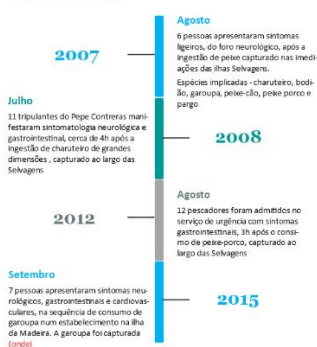 Agosto
2007
6 pessoas apresentaram sintomas
ligeiros, do foro neurológico, após a
ingestão de peixe capturado nas imedi-
ações das ilhas Selvagens.
Espécies implicadas - charuteiro, bodi-
ão, garoupa, peixe-cão, peixe porco e
pargo
Julho
11 tripulantes do Pepe Contreras mani-
festaram sintomatologia neurológica e
gastrointestinal, cerca de 4h após a
ingestão de charuteiro de grandes
dimensões , capturado ao largo das
Selvagens
2008
Agosto
2012
12 pescadores foram admitidos no
serviço de urgência com sintomas
gastrointestinais, 3h após o consi-
mo de peixe-porco, capturado ao
largo das Selvagens
Setembro
7 pessoas apresentaram sintomas neu-
rológicos, gastrointestinais e cardiovas-
culares, na sequência de consumo de
garoupa num estabelecimento na ilha
da Madeira. A garoupa foi capturada
(onde)
2015